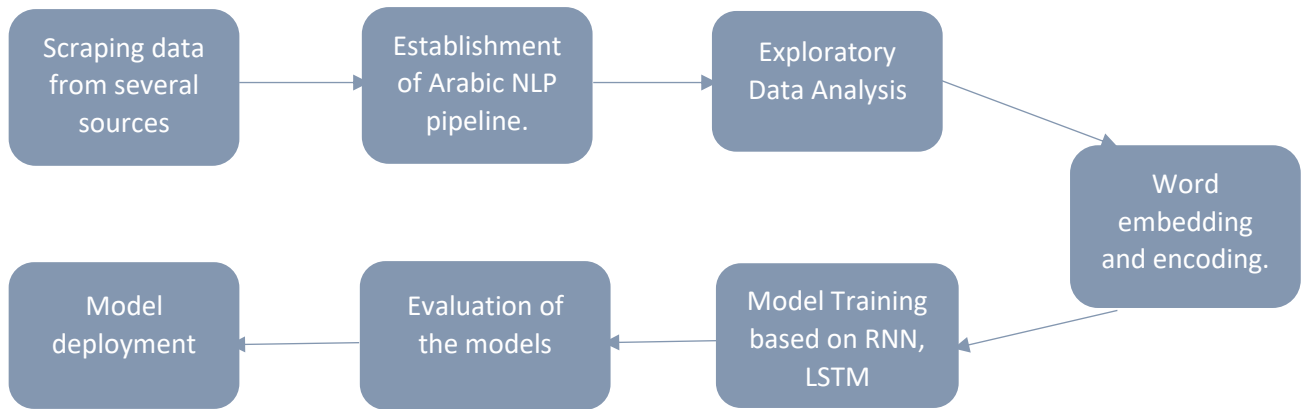 Scraping data
from several
sources
Establishment
of Arabic NLP
pipeline.
Exploratory
Data Analysis
Word
embedding
and encoding.
Model Training
based on RNN,
LSTM
Evaluation of
the models
Model
deployment